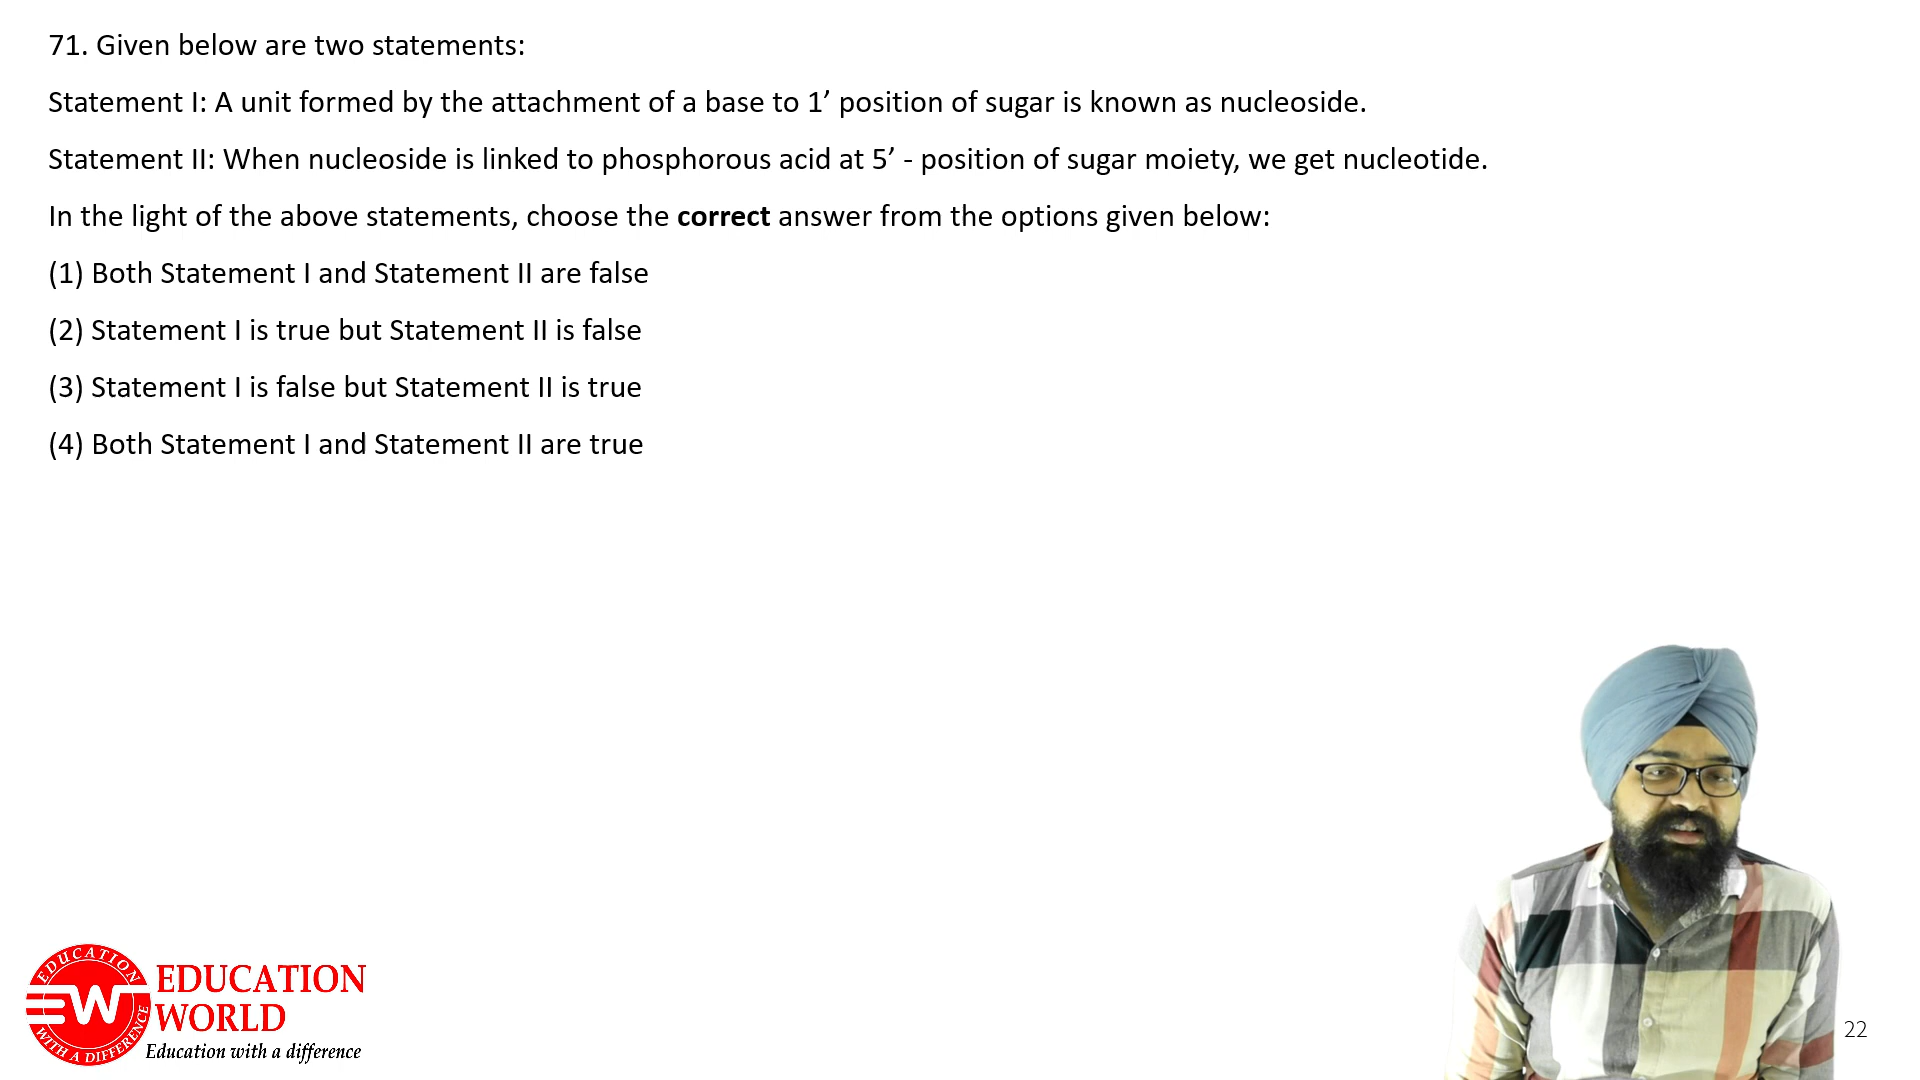 71. Given below are two statements:
Statement I: A unit formed by the attachment of a base to 1’ position of sugar is known as nucleoside.
Statement II: When nucleoside is linked to phosphorous acid at 5’ - position of sugar moiety, we get nucleotide.
In the light of the above statements, choose the correct answer from the options given below:
(1) Both Statement I and Statement II are false
(2) Statement I is true but Statement II is false
(3) Statement I is false but Statement II is true
(4) Both Statement I and Statement II are true
EDUCATION
EW
WITH A DIFFERENCE
EDUCATION
WORLD
Education with a difference
22